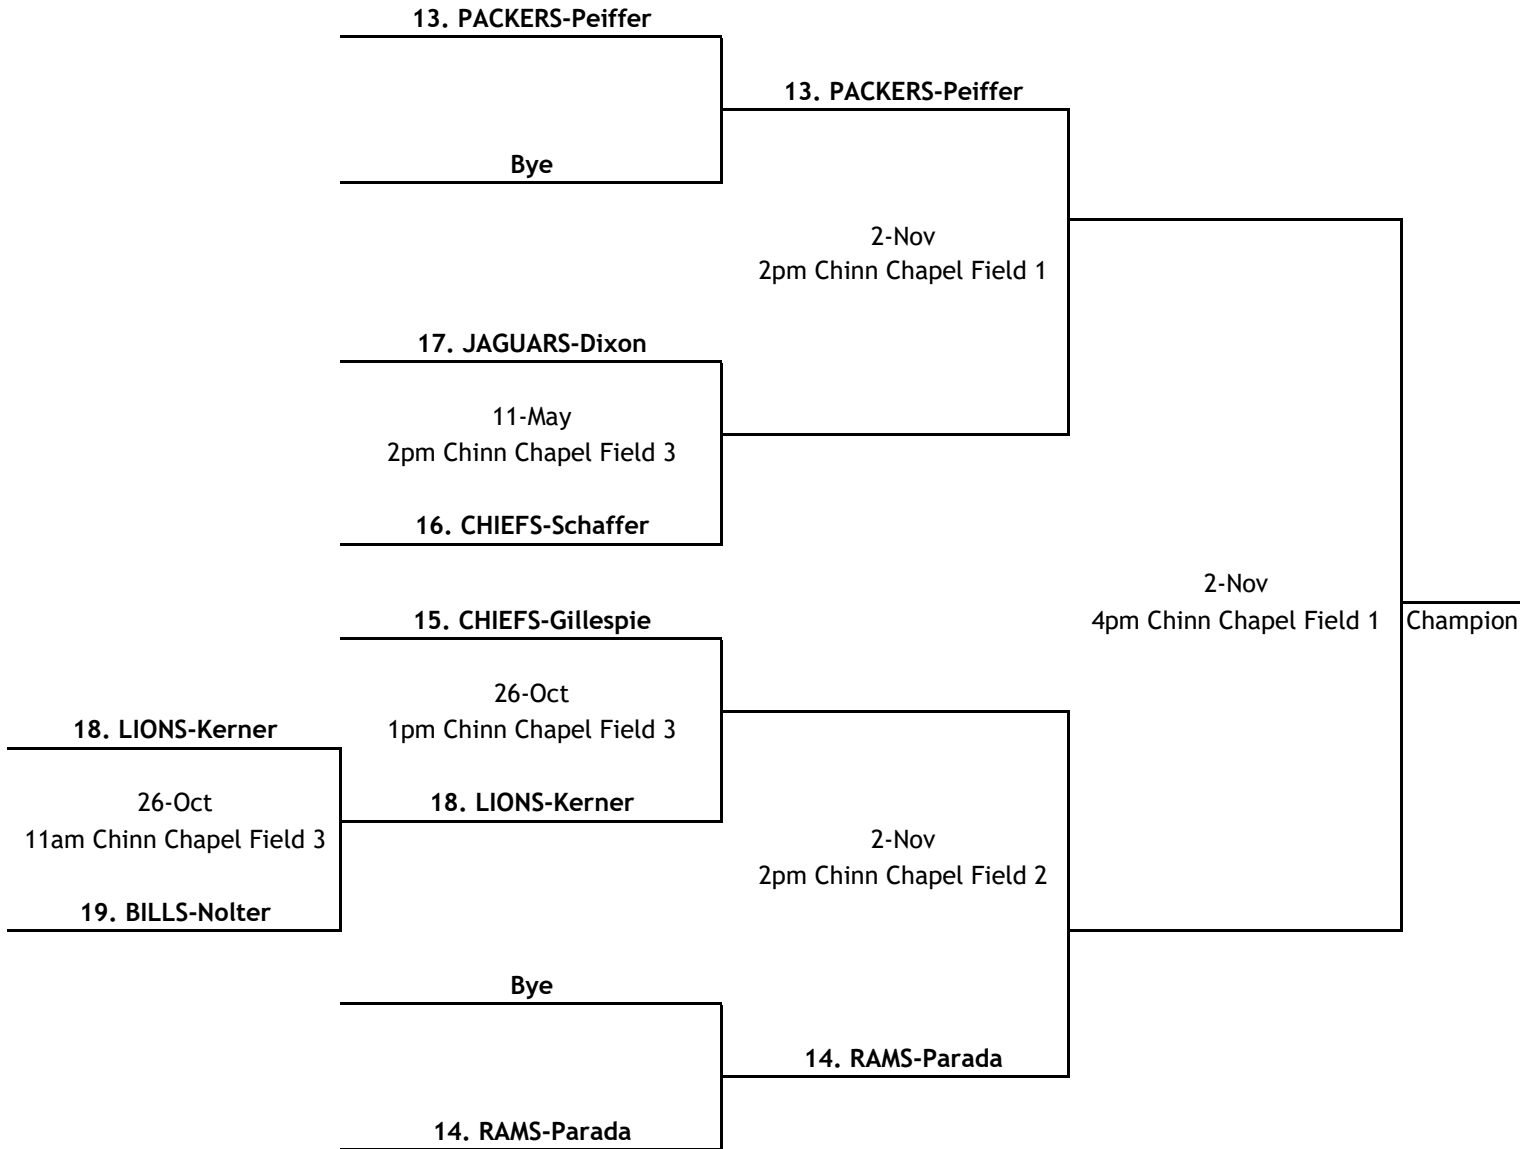 13. PACKERS-Peiffer
13. PACKERS-Peiffer
Bye
2-Nov
2pm Chinn Chapel Field 1
17. JAGUARS-Dixon
11-May
2pm Chinn Chapel Field 3
16. CHIEFS-Schaffer
2-Nov
4pm Chinn Chapel Field 1
Champion
15. CHIEFS-Gillespie
26-Oct
1pm Chinn Chapel Field 3
18. LIONS-Kerner
18. LIONS-Kerner
26-Oct
11am Chinn Chapel Field 3
19. BILLS-Nolter
2-Nov
2pm Chinn Chapel Field 2
Bye
14. RAMS-Parada
14. RAMS-Parada